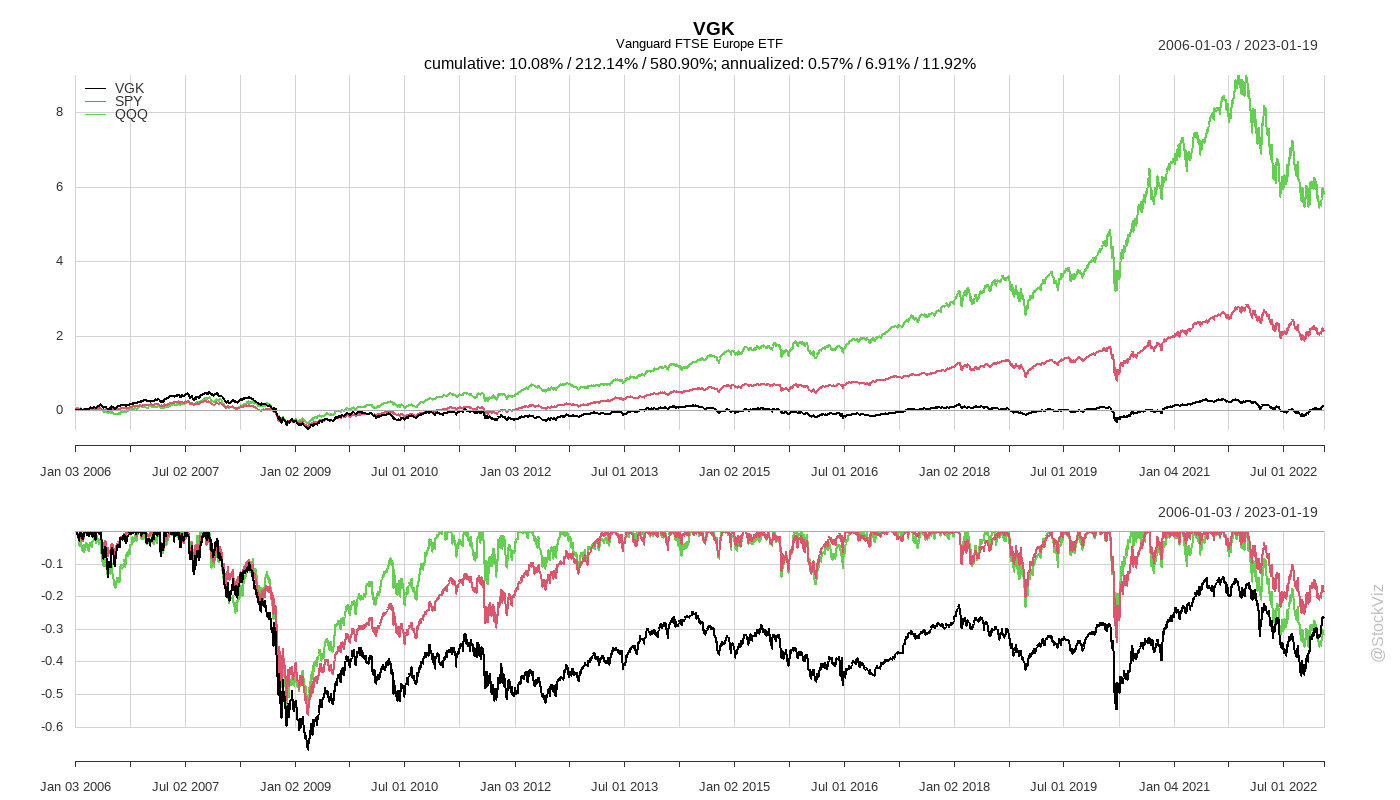 VGK
Vanguard FTSE Europe ETF
2006-01-03 / 2023-01-19
cumulative: 10.08% / 212.14% / 580.90%; annualized: 0.57% / 6.91% / 11.92%
VGK
SPY
QQQ
8
6
4
2
0
Jan 03 2006 Jul 02 2007 Jan 02 2009 Jul 01 2010 Jan 03 2012 Jul 01 2013 Jan 02 2015 Jul 01 2016 Jan 02 2018 Jul 01 2019 Jan 04 2021 Jul 01 2022
2006-01-03 / 2023-01-19
-0.1
-0.2
-0.3
-0.4
-0.5
-0.6
Jan 03 2006 Jul 02 2007 Jan 02 2009 Jul 01 2010 Jan 03 2012 Jul 01 2013 Jan 02 2015 Jul 01 2016 Jan 02 2018 Jul 01 2019 Jan 04 2021 Jul 01 2022
@StockViz